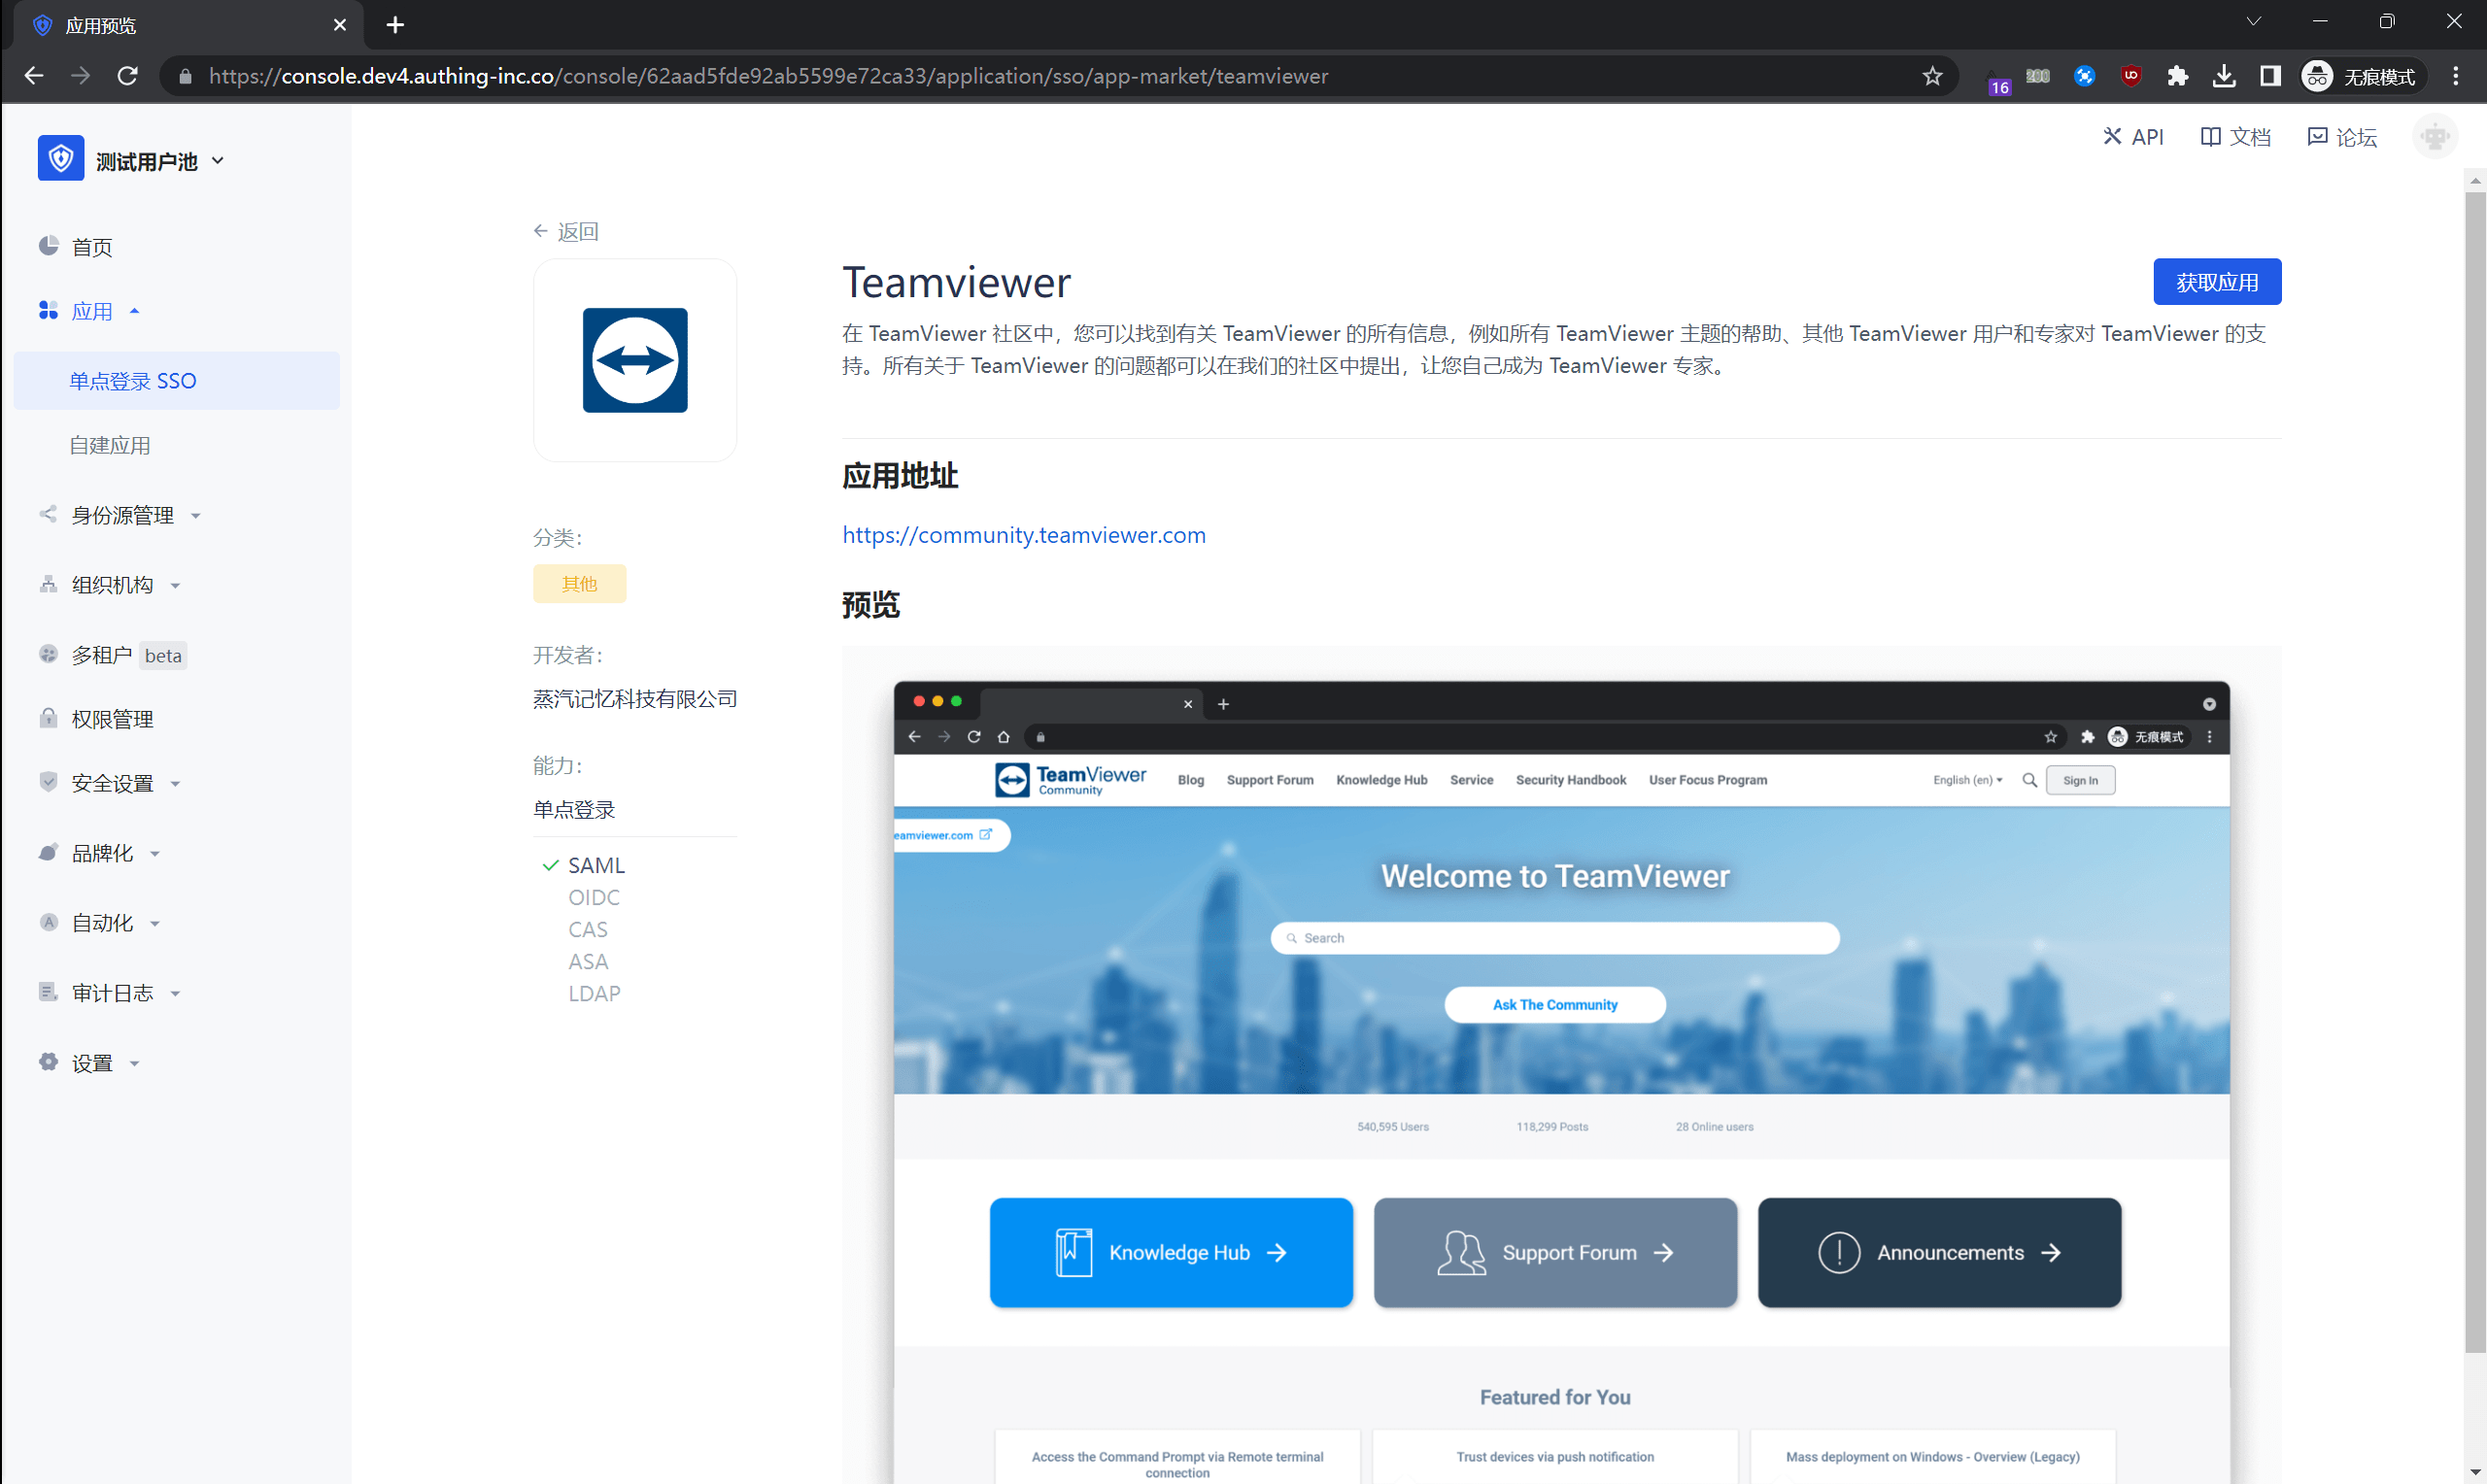 应用预览
https://console.dev4.authing-inc.co/console/62aad5fde92ab5599e72ca33/application/sso/app-market/teamviewer
16
200
无痕模式
测试用户池
API
文档
论坛
首页
应用
单点登录 SSO
自建应用
身份源管理
组织机构
多租户 beta
权限管理
安全设置
品牌化
自动化
审计日志
设置
返回
分类：
其他
开发者：
蒸汽记忆科技有限公司
能力：
单点登录
SAML
OIDC
CAS
ASA
LDAP
Teamviewer
获取应用
在 TeamViewer 社区中，您可以找到有关 TeamViewer 的所有信息，例如所有 TeamViewer 主题的帮助、其他 TeamViewer 用户和专家对 TeamViewer 的支
持。所有关于 TeamViewer 的问题都可以在我们的社区中提出，让您自己成为 TeamViewer 专家。
应用地址
https://community.teamviewer.com
预览
无痕模式
TeamViewer
Community
Blog Support Forum Knowledge Hub Service Security Handbook User Focus Program
English (en)
Sign In
eamviewer.com
Welcome to TeamViewer
Search
Ask The Community
540,595 Users 118,299 Posts 28 Online users
Knowledge Hub
Support Forum
Announcements
Featured for You
Access the Command Prompt via Remote terminal
connection
Trust devices via push notification
Mass deployment on Windows - Overview (Legacy)